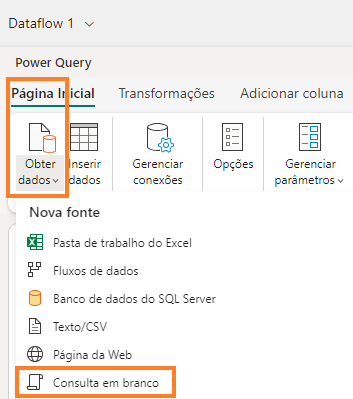 Dataflow 1
Power Query
Página Inicial Transformações Adicionar coluna
Obter dados
Inserir dados
Gerenciar conexões
Opções
Gerenciar parâmetros
Nova fonte
Pasta de trabalho do Excel
Fluxos de dados
Banco de dados do SQL Server
Texto/CSV
Página da Web
Consulta em branco